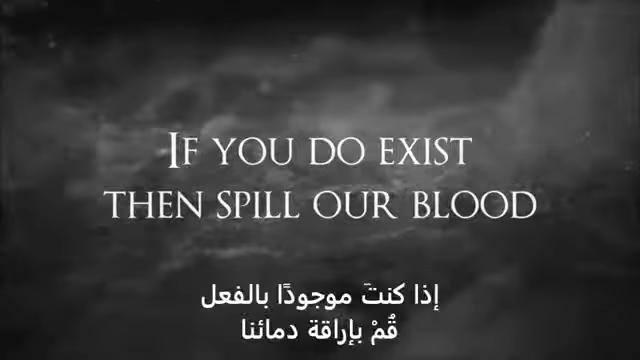 IF YOU DO EXIST
THEN SPILL OUR BLOOD
إذا كنتَ موجودًا بالفعل
قُمْ بإراقة دمائنا